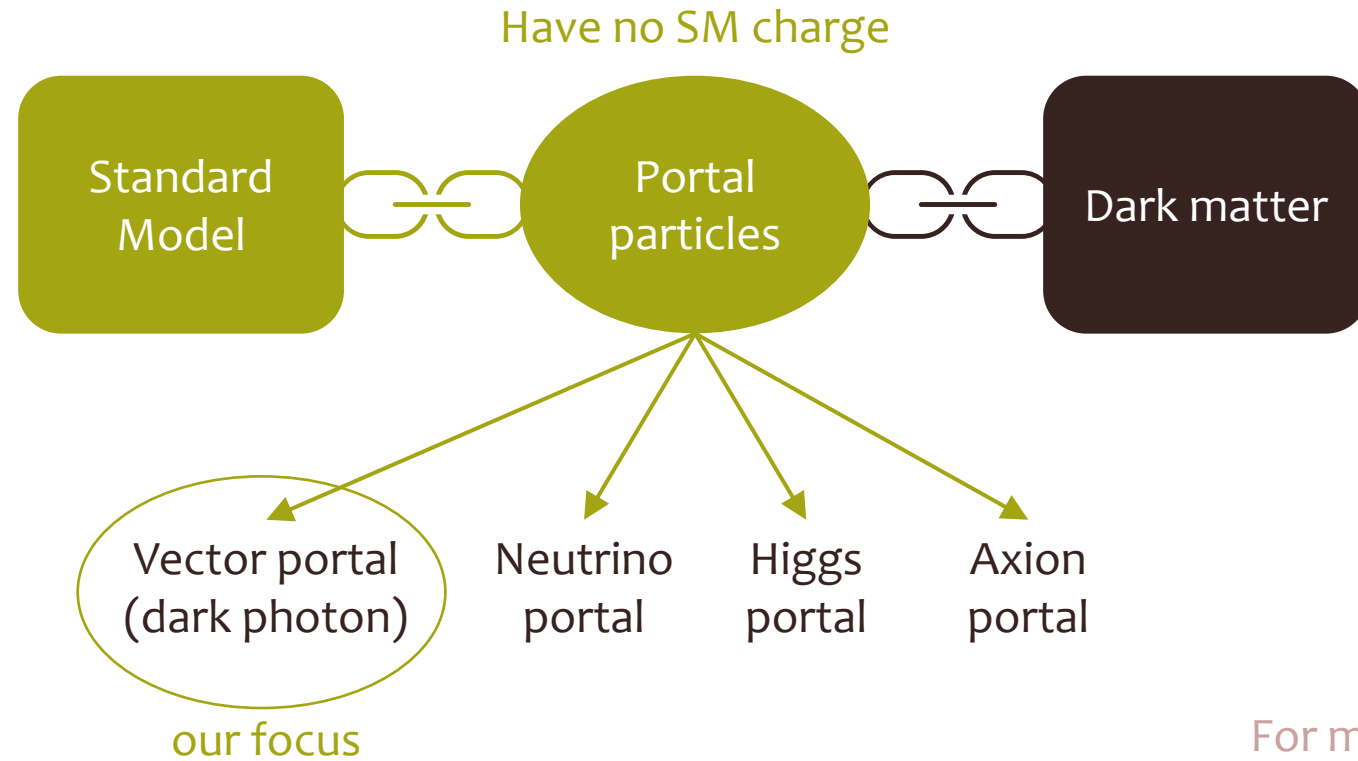 Have no SM charge
Standard
Model
Portal
particles
Dark matter
Vector portal
(dark photon)
Neutrino
portal
Higgs
portal
Axion
portal
our focus
For